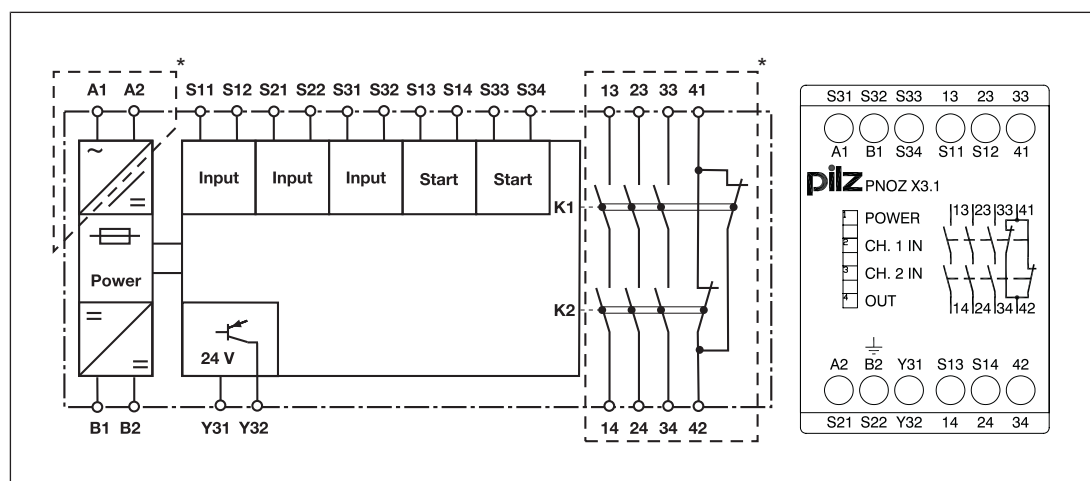 * *
A1 A2 S11 S12 S21 S22 S31 S32 S13 S14 S33 S34 13 23 33 41
~
=
Input Input Input Start Start
K1
Power
K2
=
=
24 V
B1 B2 Y31 Y32 14 24 34 42
S31 S32 S33 13 23 33
A1 B1 S34 S11 S12 41
pilz PNOZ X3.1
1 POWER
2 CH. 1 IN
3 CH. 2 IN
4 OUT
13 23 33 41
14 24 34 42
A2 B2 Y31 S13 S14 42
S21 S22 Y32 14 24 34